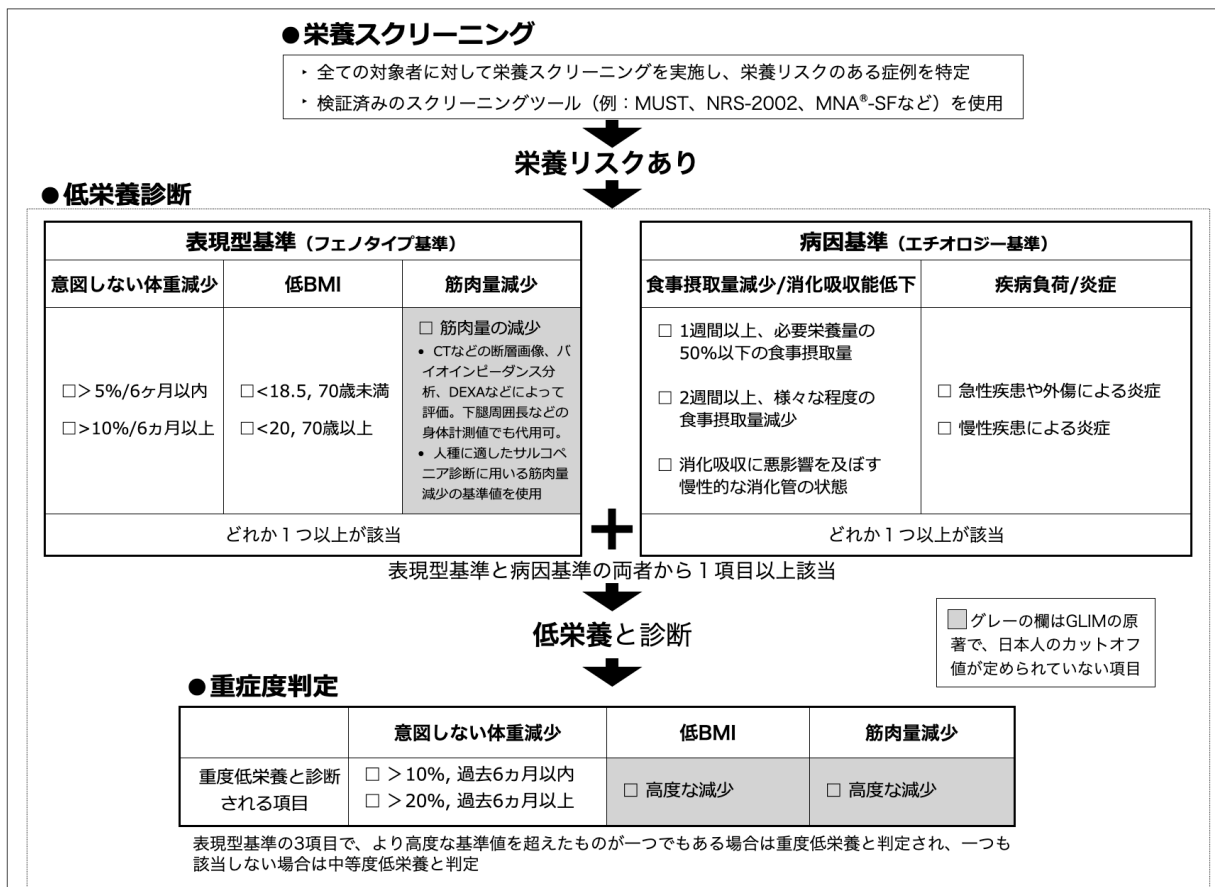 ●栄養スクリーニング
‣ 全ての対象者に対して栄養スクリーニングを実施し、栄養リスクのある症例を特定
‣ 検証済みのスクリーニングツール（例：MUST、NRS-2002、MNA®-SFなど）を使用
栄養リスクあり
●低栄養診断
表現型基準（フェノタイプ基準）
意図しない体重減少
低BMI
筋肉量減少
□＞5%/6ヶ月以内
□>10%/6ヵ月以上
□<18.5, 70歳未満
□<20, 70歳以上
□ 筋肉量の減少
• CTなどの断層画像、バ
イオインピーダンス分
析、DEXAなどによって
評価。下腿周囲長などの
身体計測値でも代用可。
• 人種に適したサルコペ
ニア診断に用いる筋肉量
減少の基準値を使用
どれか１つ以上が該当
+
病因基準（エチオロジー基準）
食事摂取量減少/消化吸収能低下
疾病負荷/炎症
□ 1週間以上、必要栄養量の
50%以下の食事摂取量
□ 2週間以上、様々な程度の
食事摂取量減少
□ 消化吸収に悪影響を及ぼす
慢性的な消化管の状態
□ 急性疾患や外傷による炎症
□ 慢性疾患による炎症
どれか１つ以上が該当
表現型基準と病因基準の両者から１項目以上該当
低栄養と診断
グレーの欄はGLIMの原
著で、日本人のカットオフ
値が定められていない項目
●重症度判定
意図しない体重減少
低BMI
筋肉量減少
重度低栄養と診断
される項目
□ ＞10%, 過去6ヵ月以内
□ ＞20%, 過去6ヵ月以上
□ 高度な減少
□ 高度な減少
表現型基準の3項目で、より高度な基準値を超えたものが一つでもある場合は重度低栄養と判定され、一つも
該当しない場合は中等度低栄養と判定